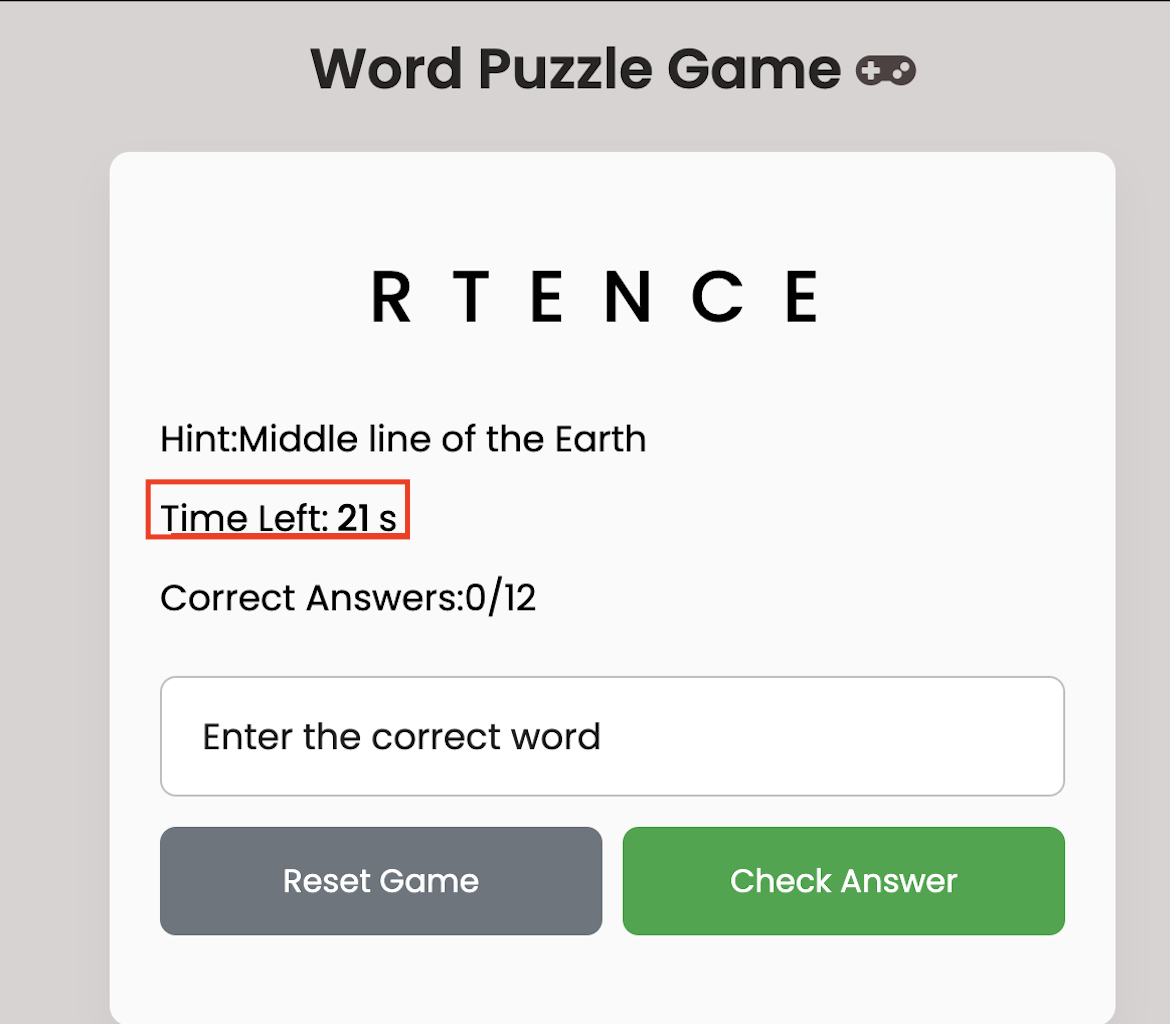 Word Puzzle Game
R T E N C E
Hint:Middle line of the Earth
Time Left: 21 s
Correct Answers:0/12
Enter the correct word
Reset Game
Check Answer